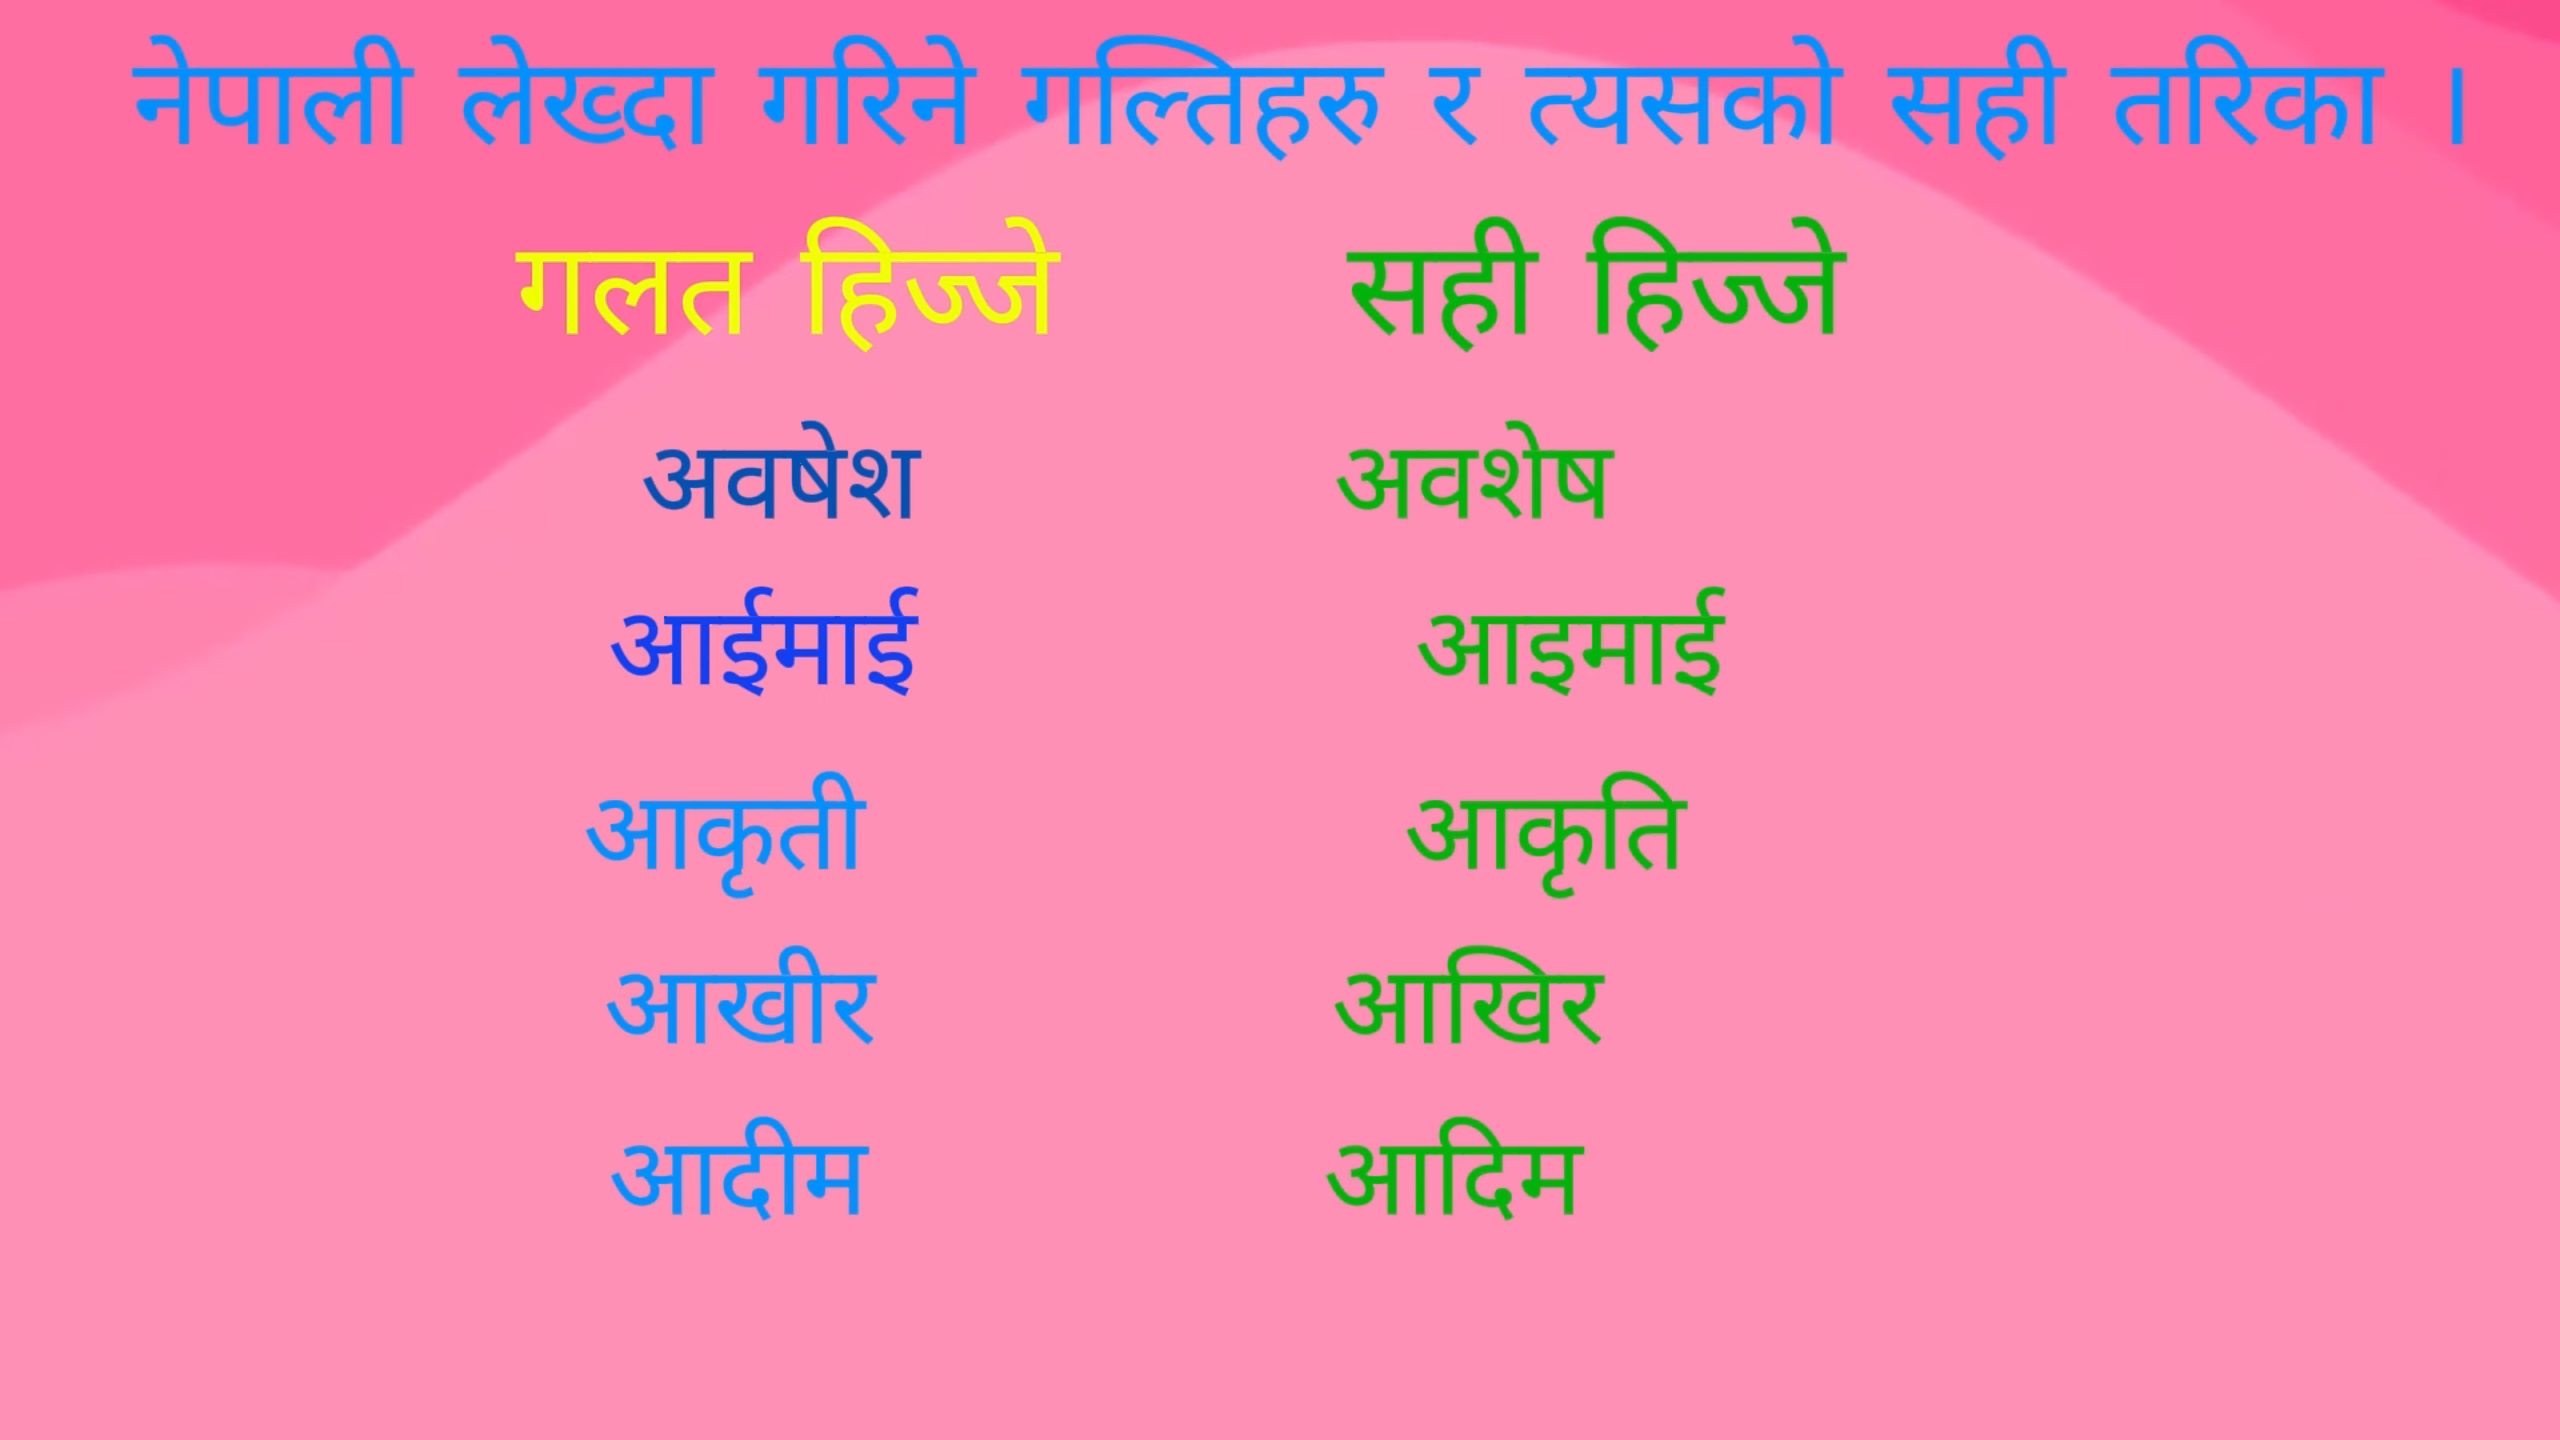 नेपाली लेख्दा गरिने गल्तिहरु र त्यसको सही तरिका ।
गलत हिज्जे सही हिज्जे
अवषेश अवशेष
आईमाई आइमाई
आकृती आकृति
आखीर आखिर
आदीम आदिम